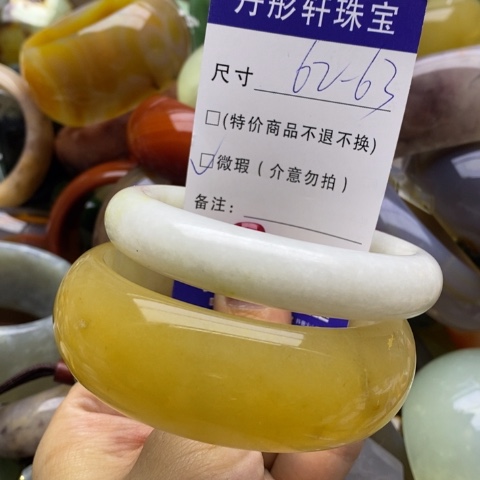 丹彤轩珠宝
尺寸 62-63
□(特价商品不退不换)
□微瑕（介意勿拍）
备注：